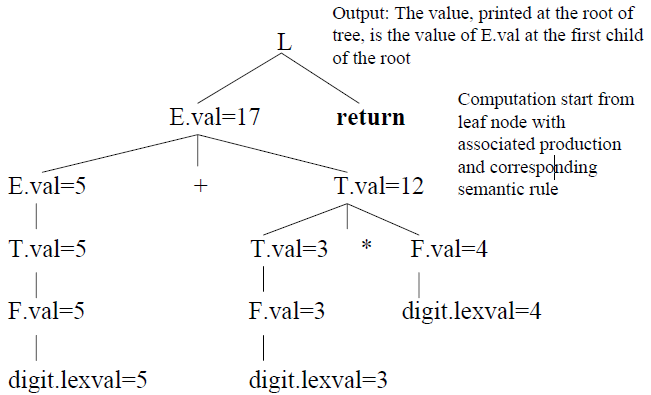 Output: The value, printed at the root of
tree, is the value of E.val at the first child
of the root
L
E.val=17
return
Computation start from
leaf node with
associated production
and corresponding
semantic rule
E.val=5
+
T.val=12
T.val=5
T.val=3
*
F.val=4
F.val=5
F.val=3
digit.lexval=4
digit.lexval=5
digit.lexval=3